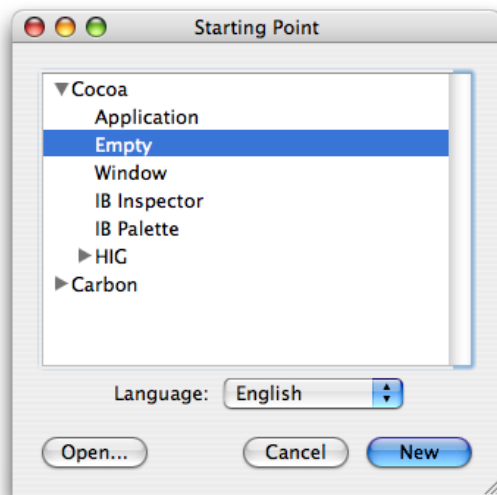 Starting Point
Cocoa
Application
Empty
Window
IB Inspector
IB Palette
HIG
Carbon
Language: English
Open... Cancel New